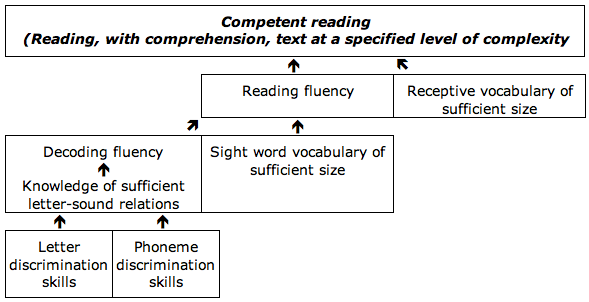 Competent reading
(Reading, with comprehension, text at a specified level of complexity
Reading fluency
Receptive vocabulary of
sufficient size
Decoding fluency
Knowledge of sufficient
letter-sound relations
Sight word vocabulary of
sufficient size
Letter
discrimination
skills
Phoneme
discrimination
skills